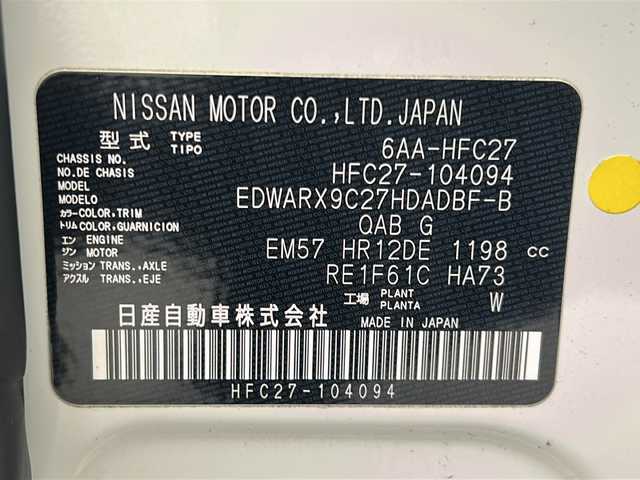 NISSAN MOTOR CO.,LTD.JAPAN
型式 TYPE TIPO 6AA-HFC27
CHASSIS NO. NO.DE CHASSIS HFC27-104094
MODEL MODELO EDWARX9C27HDADBF-B
カラー COLOR,TRIM トリム COLOR,GUARNICION QAB G
エンジン ENGINE MOTOR EM57 HR12DE 1198 cc
ミッション TRANS.,AXLE アクスル TRANS.,EJE RE1F61C HA73
工場 PLANT PLANTA W
日産自動車株式会社 MADE IN JAPAN
HFC27-104094